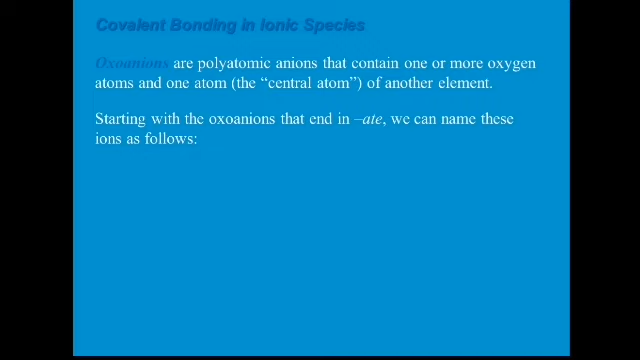 Covalent Bonding in Ionic Species
Oxoanions are polyatomic anions that contain one or more oxygen
atoms and one atom (the “central atom”) of another element.
Starting with the oxoanions that end in –ate, we can name these
ions as follows: